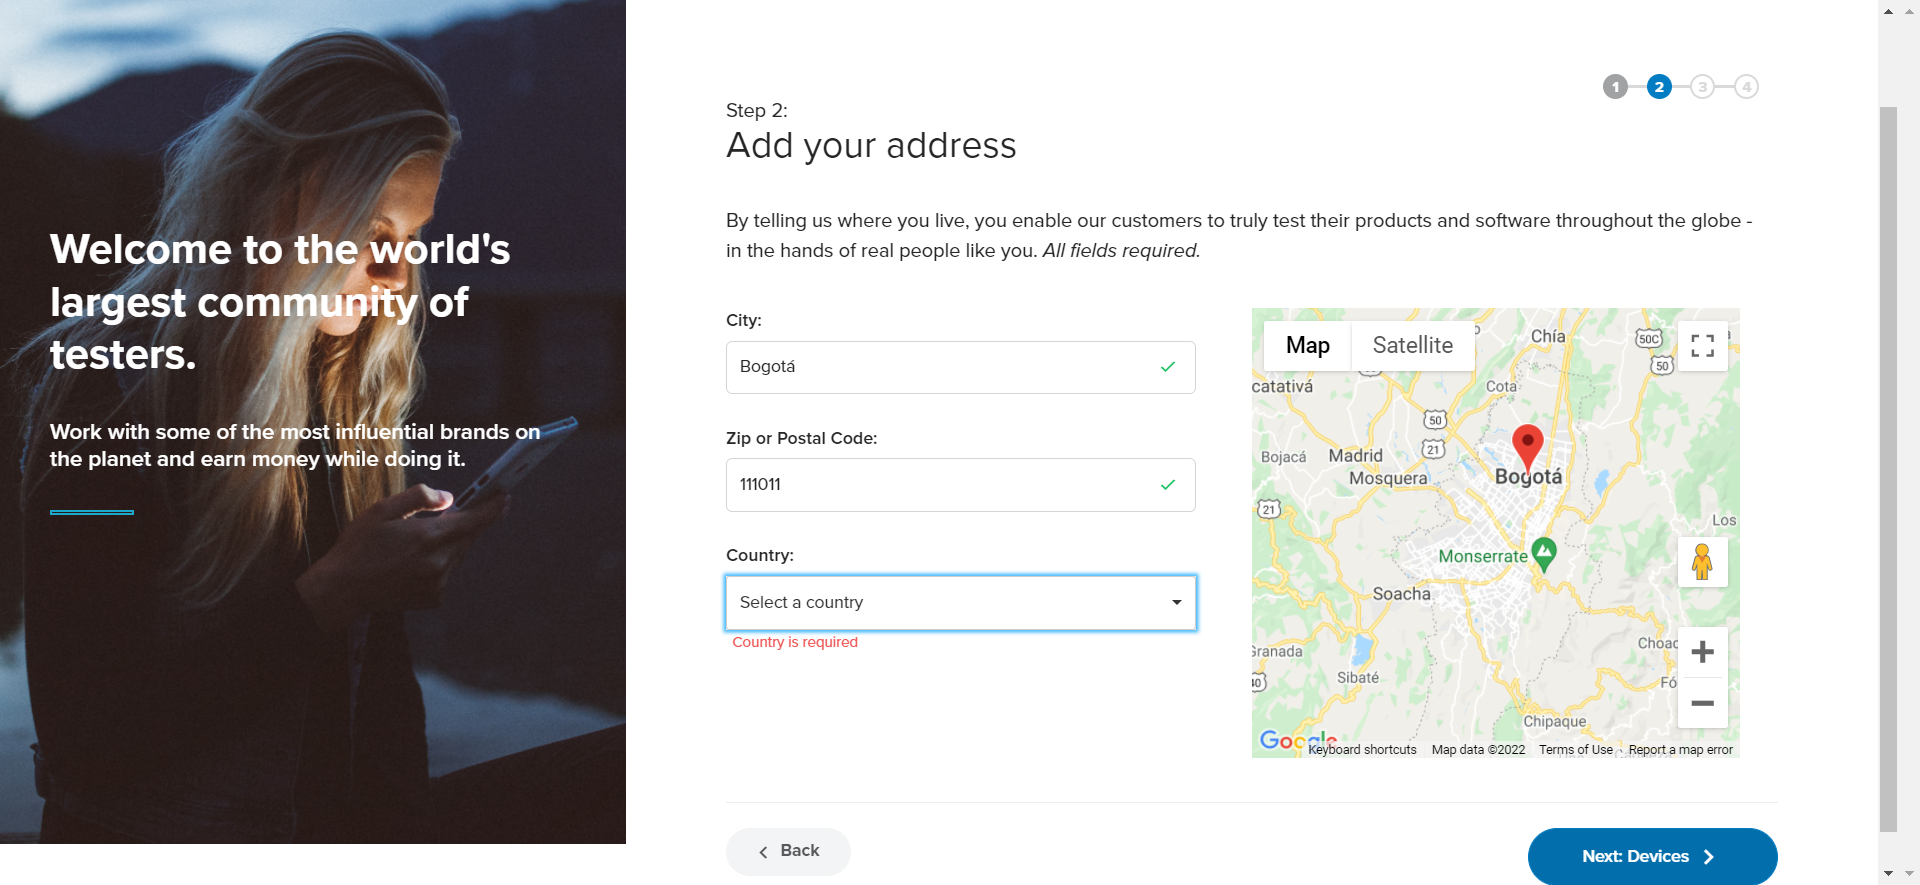 Welcome to the world's
largest community of
testers.
Work with some of the most influential brands on
the planet and earn money while doing it.
1 2 3 4
Step 2:
Add your address
By telling us where you live, you enable our customers to truly test their products and software throughout the globe -
in the hands of real people like you. All fields required.
City:
Bogotá
Zip or Postal Code:
111011
Country:
Select a country
Country is required
Map Satellite
Chía
50C
50
catativá
Cota
50
21
Bojacá
Madrid
Mosquera
Bogotá
21
Los
Monserrate
Soacha
Choac
Granada
40
Sibaté
Fó
Chipaque
Google
Keyboard shortcuts Map data ©2022 Terms of Use Report a map error
Back
Next: Devices